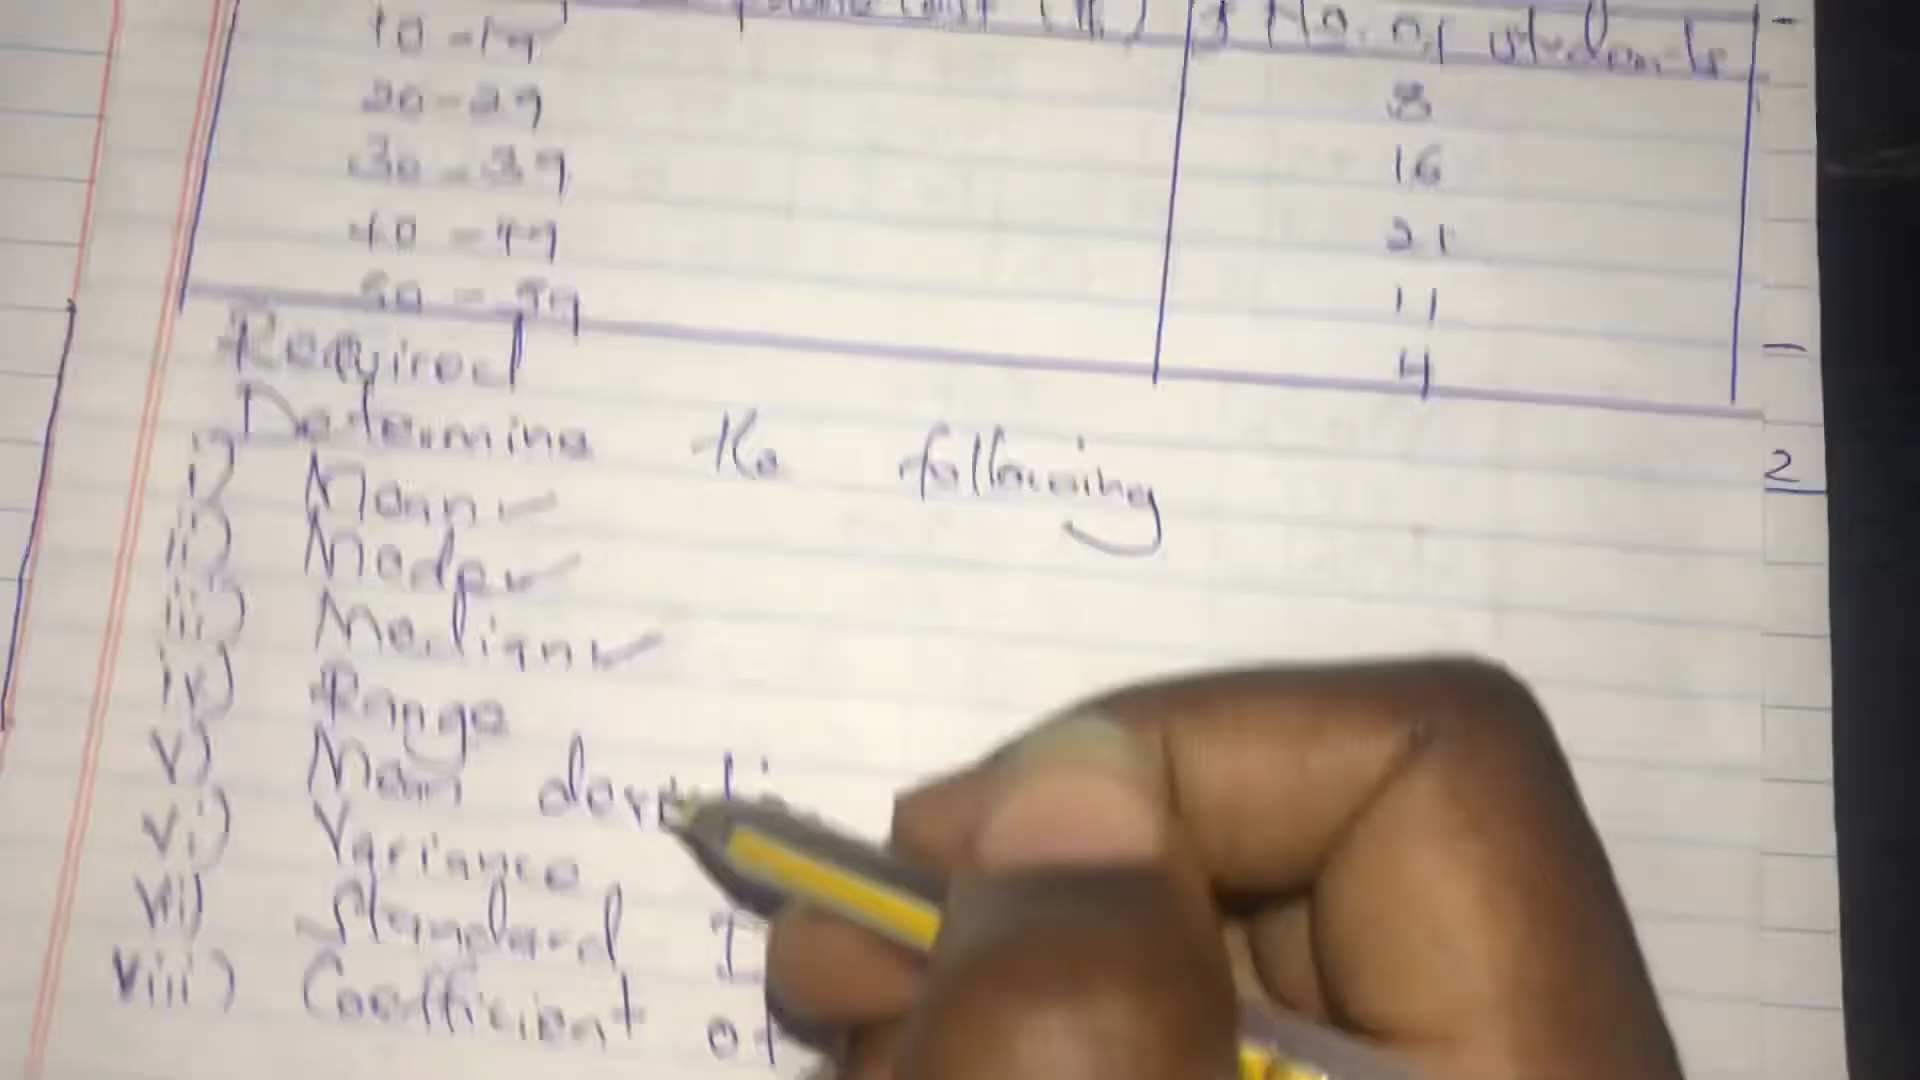 No. of students
10-19 8
20-29 16
30-39 21
40-49 11
50-59 4
Required
Determine the following
i) Mean
ii) Mode
iii) Median
iv) Range
v) Mean
vi) Variance
vii) Standard
viii) Coefficient of
2